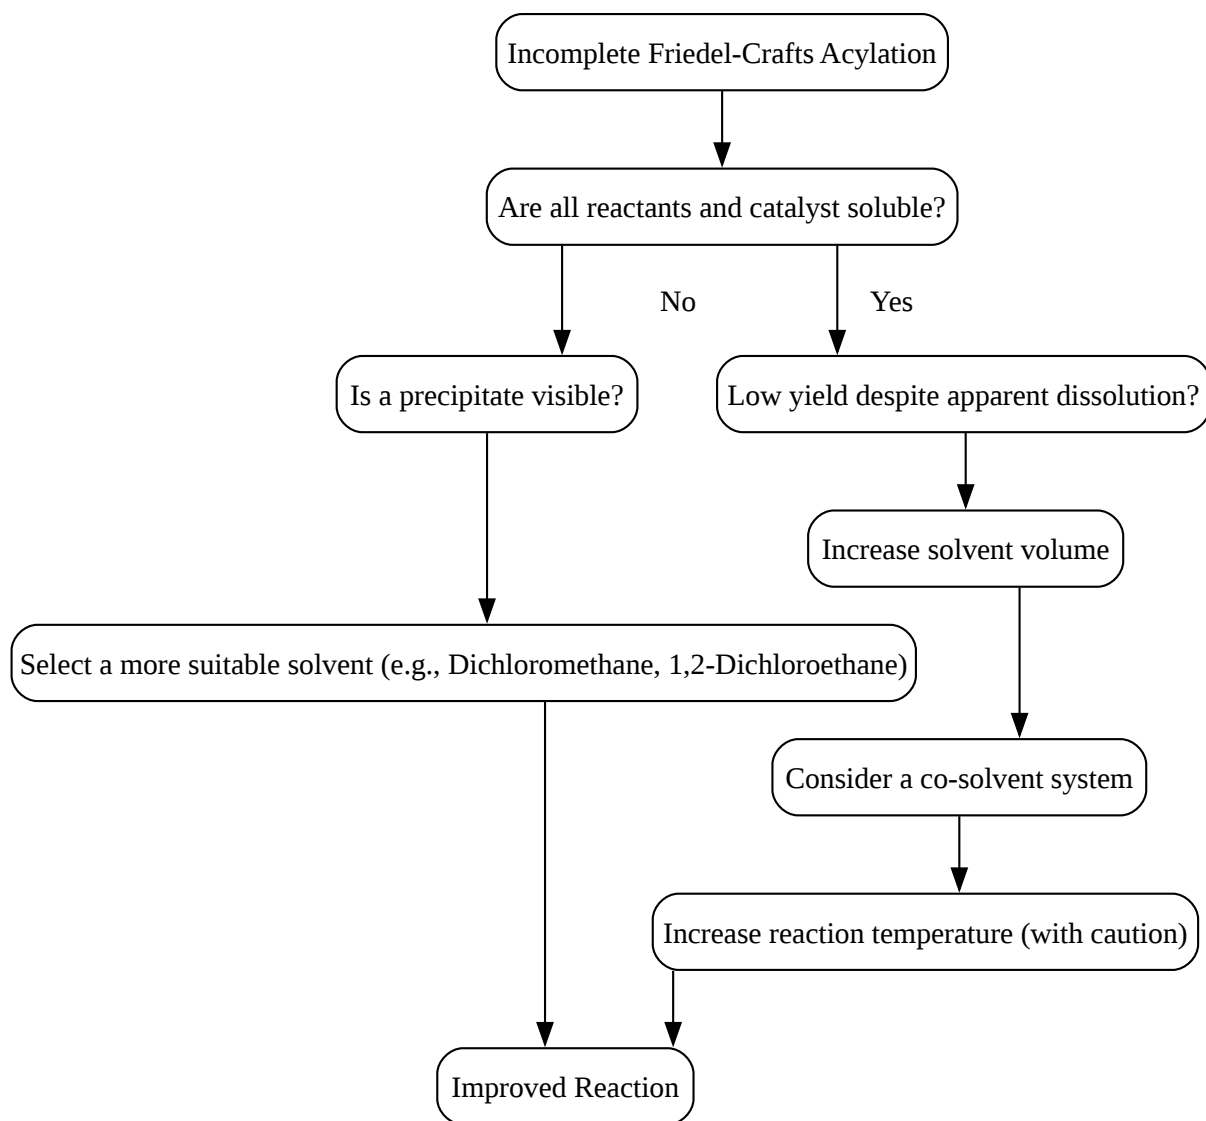 Incomplete Friedel-Crafts Acylation
Are all reactants and catalyst soluble?
No
Yes
Is a precipitate visible?
Low yield despite apparent dissolution?
Increase solvent volume
Select a more suitable solvent (e.g., Dichloromethane, 1,2-Dichloroethane)
Consider a co-solvent system
Increase reaction temperature (with caution)
Improved Reaction